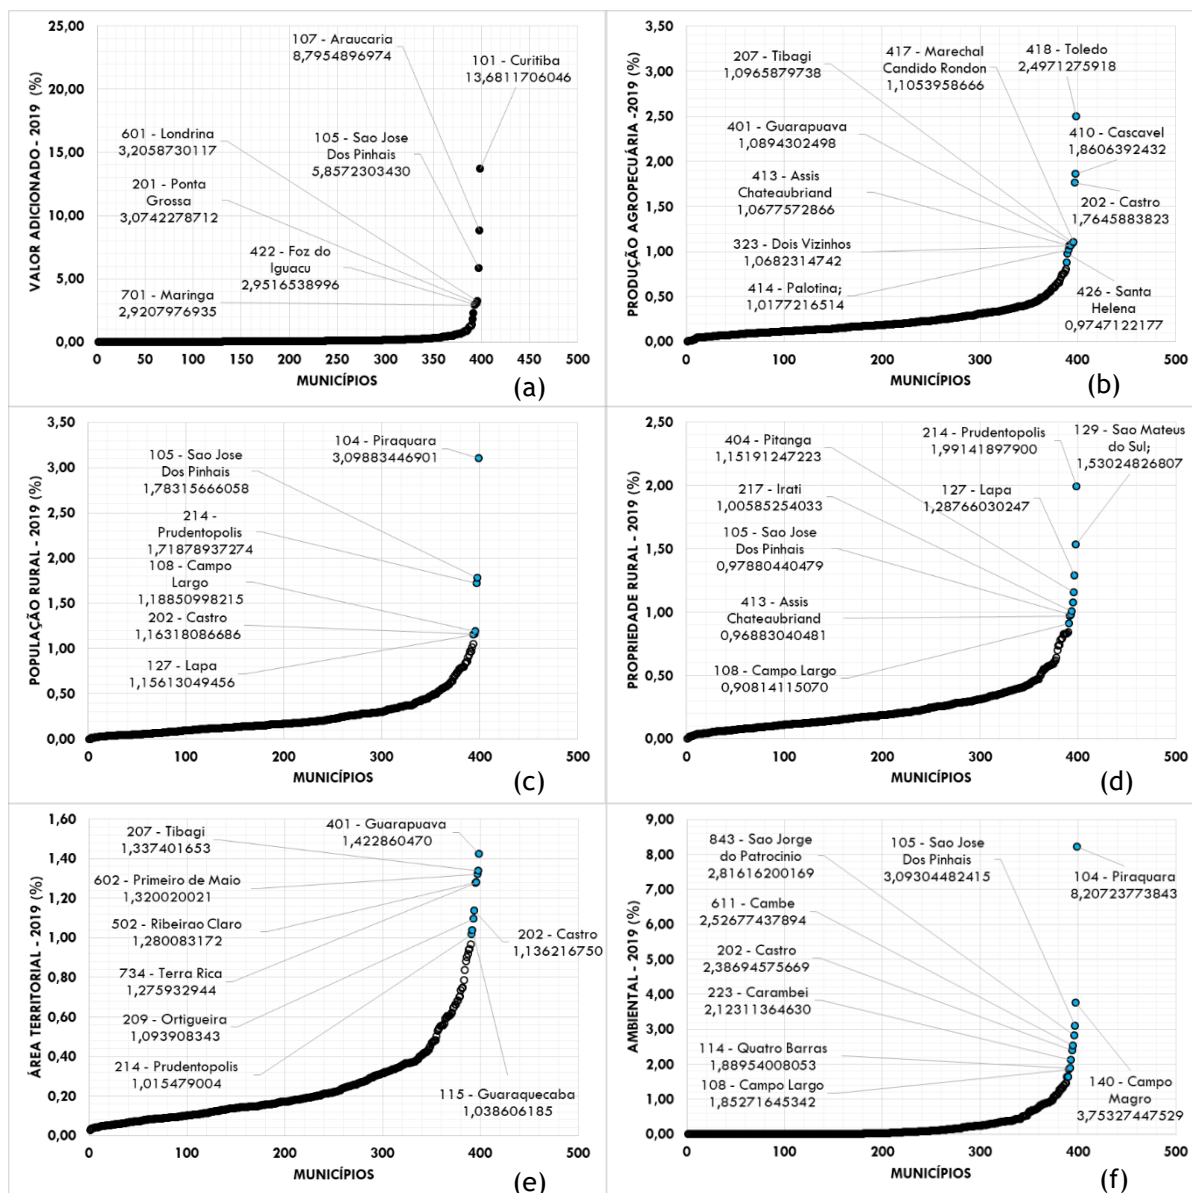 VALOR ADICIONADO - 2019 (%)
25,00
20,00
15,00
10,00
5,00
0,00
107 - Araucaria
8,7954896974
101 - Curitiba
13,6811706046
601 - Londrina
3,2058730117
105 - Sao Jose
Dos Pinhais
5,8572303430
201 - Ponta
Grossa
3,0742278712
422 - Foz do
Iguacu
2,9516538996
701 - Maringa
2,9207976935
0 50 100 150 200 250 300 350 400 450 500
MUNICÍPIOS
(a)
PRODUÇÃO AGROPECUÁRIA -2019 (%)
3,50
3,00
2,50
2,00
1,50
1,00
0,50
0,00
207 - Tibagi
1,0965879738
417 - Marechal
Candido Rondon
1,1053958666
418 - Toledo
2,4971275918
401 - Guarapuava
1,0894302498
410 - Cascavel
1,8606392432
413 - Assis
Chateaubriand
1,0677572866
202 - Castro
1,7645883823
323 - Dois Vizinhos
1,0682314742
414 - Palotina;
1,0177216514
426 - Santa
Helena
0,9747122177
0 100 200 300 400 500
MUNICÍPIOS
(b)
POPULAÇÃO RURAL - 2019 (%)
3,50
3,00
2,50
2,00
1,50
1,00
0,50
0,00
104 - Piraquara
3,09883446901
105 - Sao Jose
Dos Pinhais
1,78315666058
214 -
Prudentopolis
1,71878937274
108 - Campo
Largo
1,18850998215
202 - Castro
1,16318086686
127 - Lapa
1,15613049456
0 100 200 300 400 500
MUNICÍPIOS
(c)
PROPRIEDADE RURAL - 2019 (%)
2,50
2,00
1,50
1,00
0,50
0,00
404 - Pitanga
1,15191247223
214 - Prudentopolis
1,99141897900
129 - Sao Mateus
do Sul;
1,53024826807
217 - Irati
1,00585254033
127 - Lapa
1,28766030247
105 - Sao Jose
Dos Pinhais
0,97880440479
413 - Assis
Chateaubriand
0,96883040481
108 - Campo Largo
0,90814115070
0 100 200 300 400 500
MUNICÍPIOS
(d)
ÁREA TERRITORIAL - 2019 (%)
1,60
1,40
1,20
1,00
0,80
0,60
0,40
0,20
0,00
207 - Tibagi
1,337401653
401 - Guarapuava
1,422860470
602 - Primeiro de Maio
1,320020021
502 - Ribeirao Claro
1,280083172
202 - Castro
1,136216750
734 - Terra Rica
1,275932944
209 - Ortigueira
1,093908343
214 - Prudentopolis
1,015479004
115 - Guaraquecaba
1,038606185
0 100 200 300 400 500
MUNICÍPIOS
(e)
AMBIENTAL - 2019 (%)
9,00
8,00
7,00
6,00
5,00
4,00
3,00
2,00
1,00
0,00
843 - Sao Jorge
do Patrocinio
2,81616200169
105 - Sao Jose
Dos Pinhais
3,09304482415
104 - Piraquara
8,20723773843
611 - Cambe
2,52677437894
202 - Castro
2,38694575669
223 - Carambei
2,12311364630
114 - Quatro Barras
1,88954008053
108 - Campo Largo
1,85271645342
140 - Campo
Magro
3,75327447529
0 100 200 300 400 500
MUNICÍPIOS
(f)